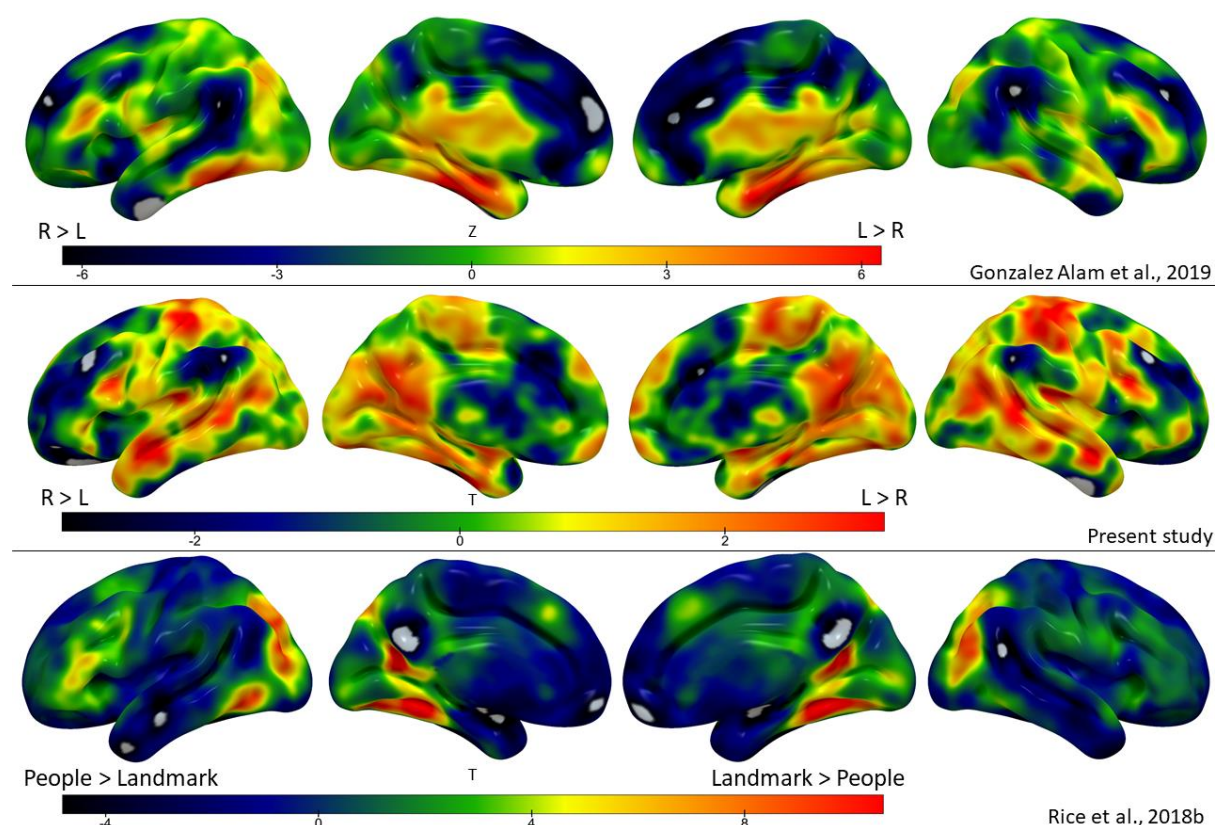 R > L
Z
L > R
-6 -3 0 3 6
Gonzalez Alam et al., 2019
R > L
T
L > R
-2 0 2
Present study
People > Landmark
T
Landmark > People
-4 0 4 8
Rice et al., 2018b